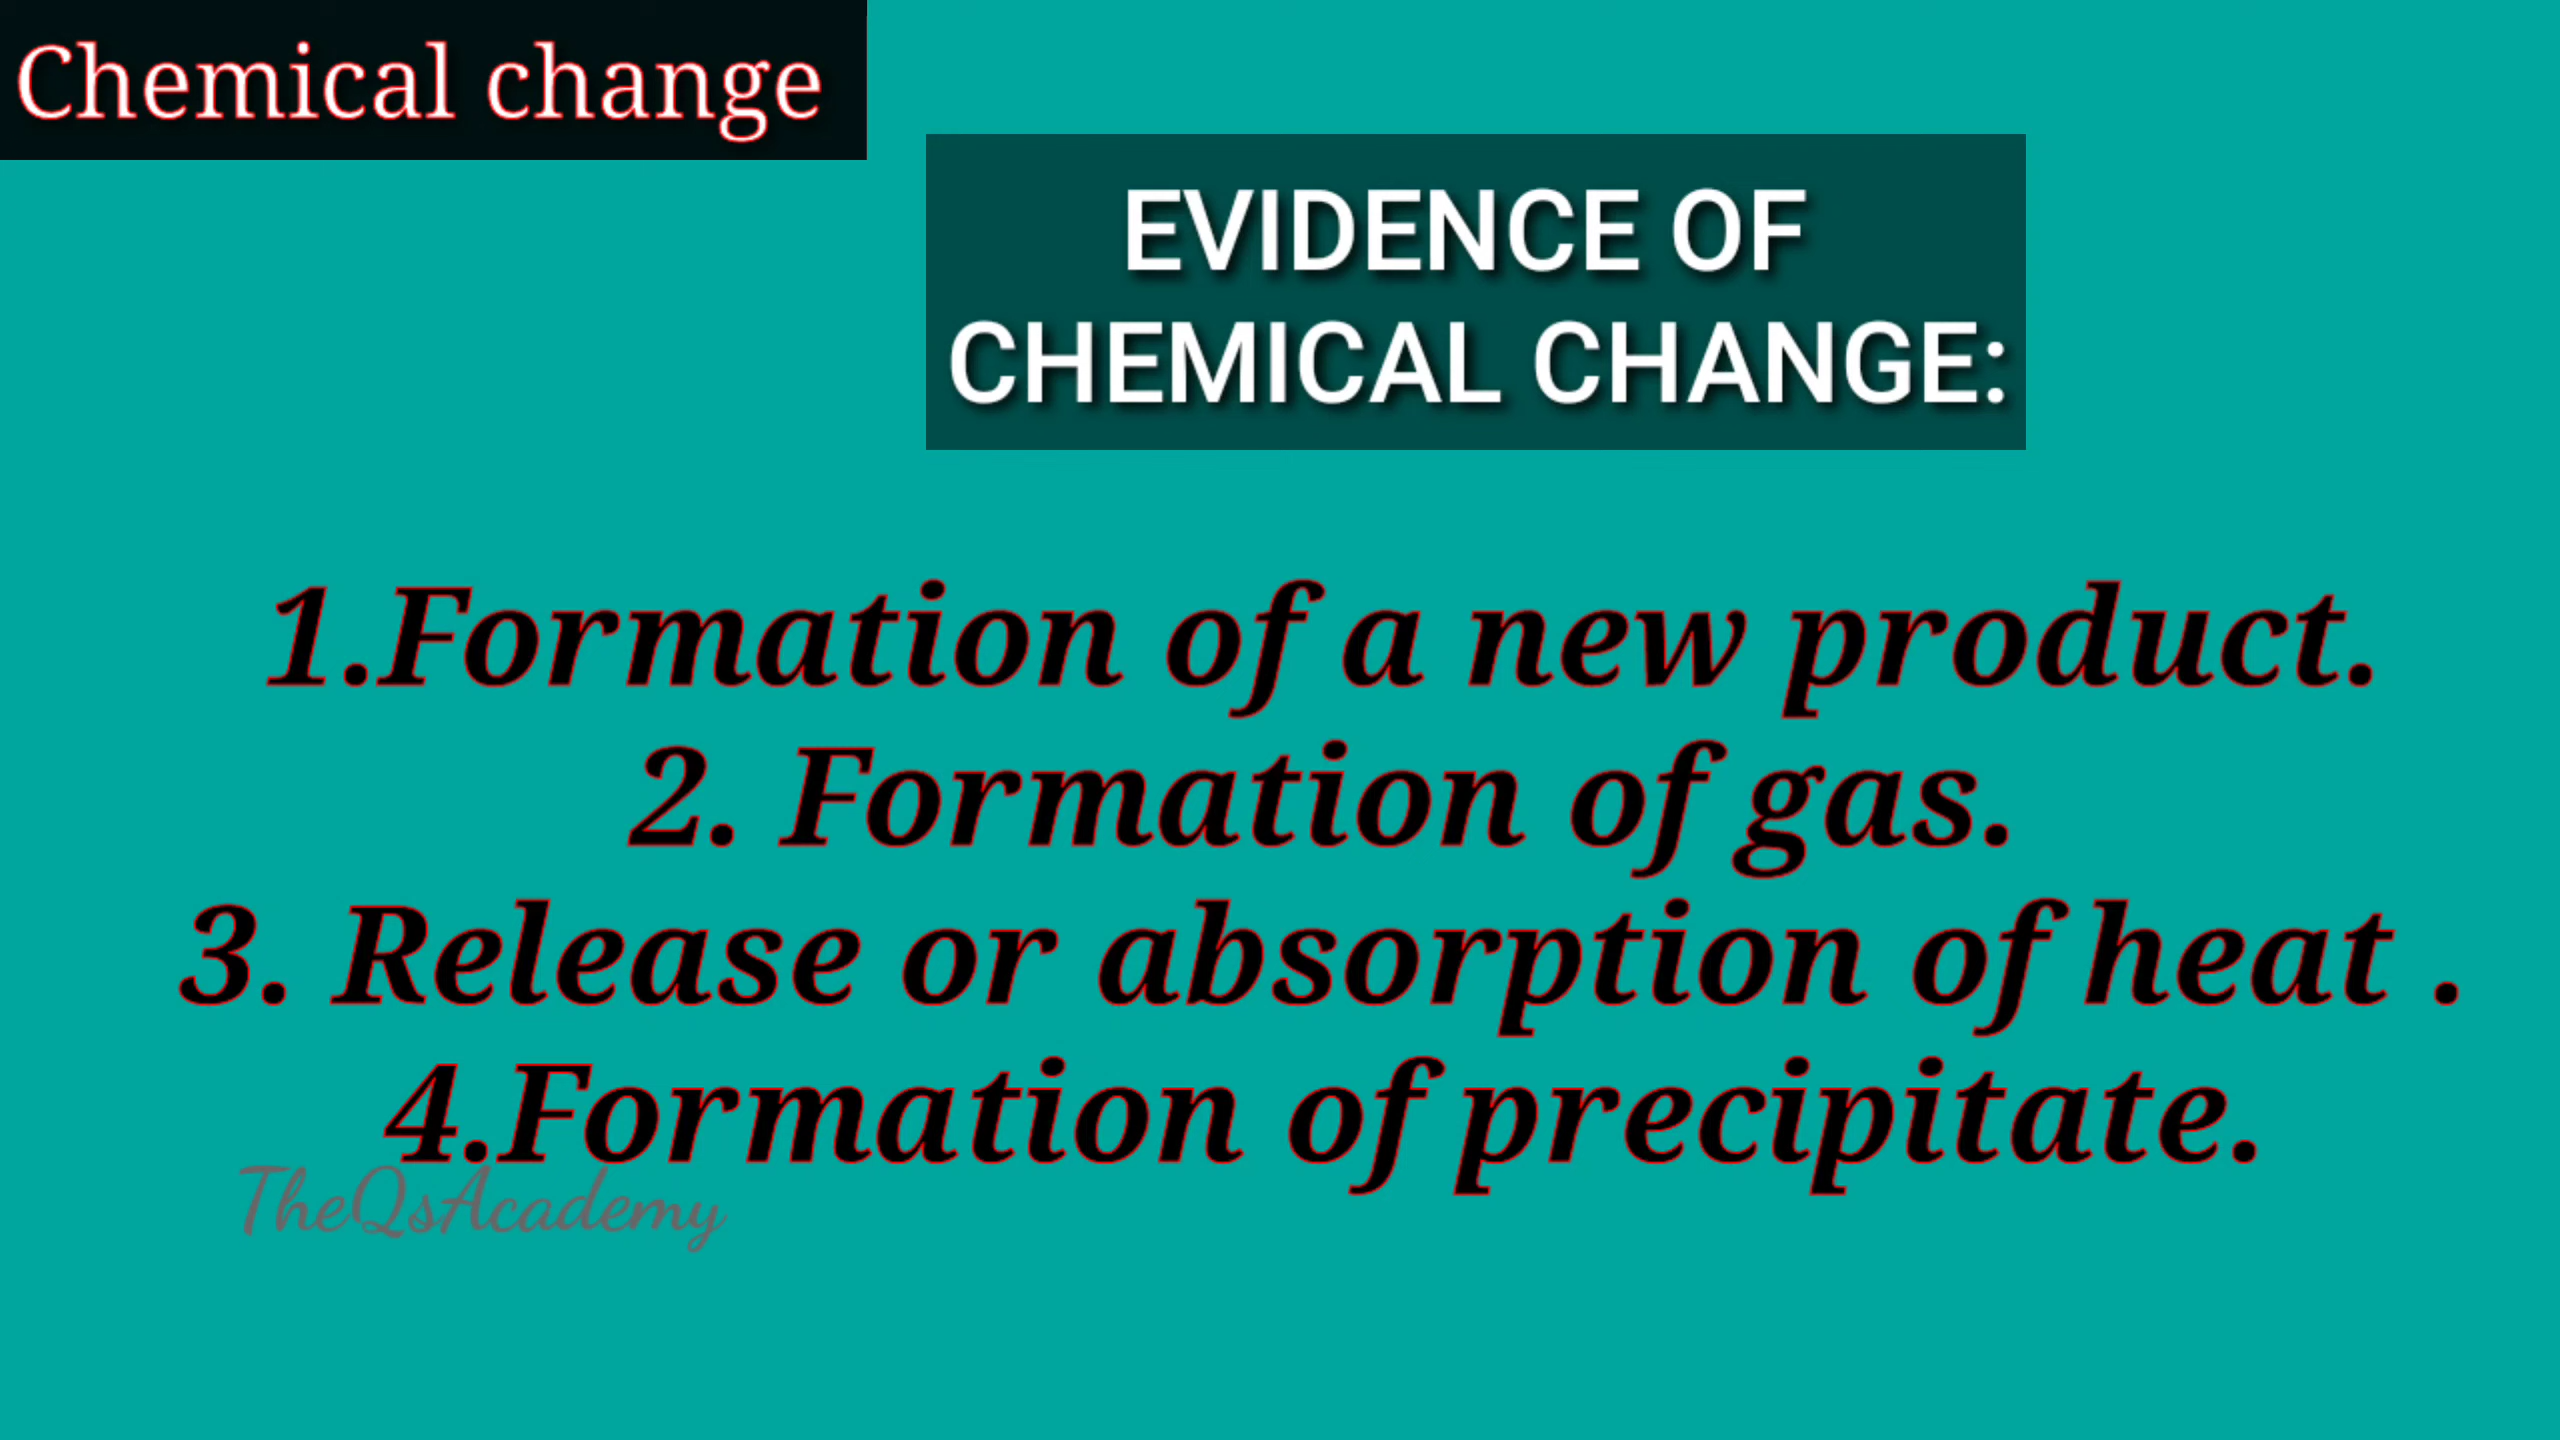 Chemical change
EVIDENCE OF
CHEMICAL CHANGE:
1.Formation of a new product.
2. Formation of gas.
3. Release or absorption of heat .
4.Formation of precipitate.
TheQsAcademy